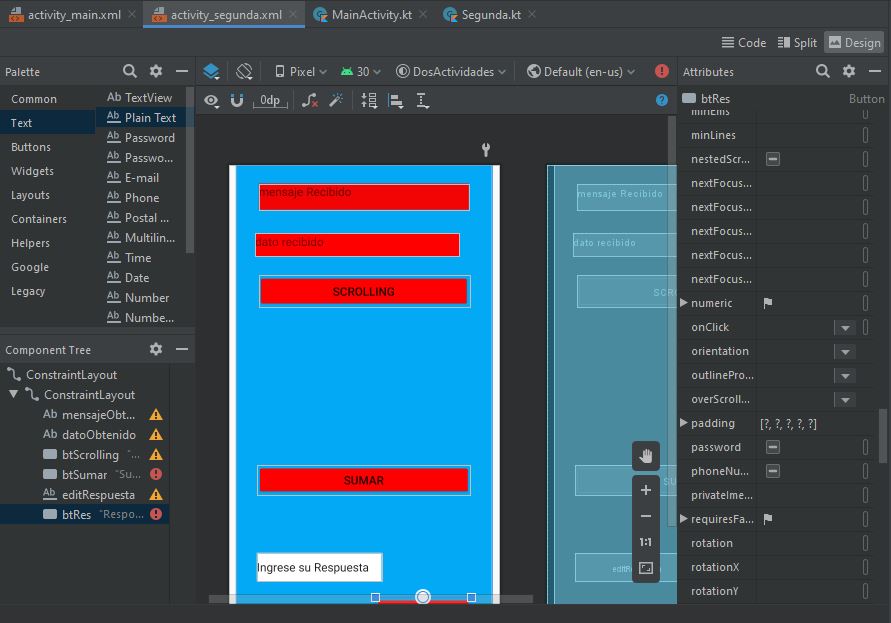 activity_main.xml
activity_segunda.xml
MainActivity.kt
Segunda.kt
Code
Split
Design
Palette
Pixel
30
DosActividades
Default (en-us)
Attributes
Common
Text
Buttons
Widgets
Layouts
Containers
Helpers
Google
Legacy
Ab TextView
Ab Plain Text
Ab Password
Ab Passwo...
Ab E-mail
Ab Phone
Ab Postal ...
Ab Multilin...
Ab Time
Ab Date
Ab Number
Ab Numbe...
0dp
btRes
Button
minEms
minLines
nestedScr...
nextFocus...
nextFocus...
nextFocus...
nextFocus...
nextFocus...
numeric
onClick
orientation
outlinePro...
overScroll...
padding
[?, ?, ?, ?, ?]
password
phoneNu...
privateIme...
requiresFa...
rotation
rotationX
rotationY
Component Tree
ConstraintLayout
ConstraintLayout
Ab mensajeObt...
Ab datoObtenido
btScrolling "...
btSumar "Su...
Ab editRespuesta
btRes "Respo...
mensaje Recibido
dato recibido
SCROLLING
SUMAR
Ingrese su Respuesta
mensaje Recibido
dato recibido
SCR
SU
1:1